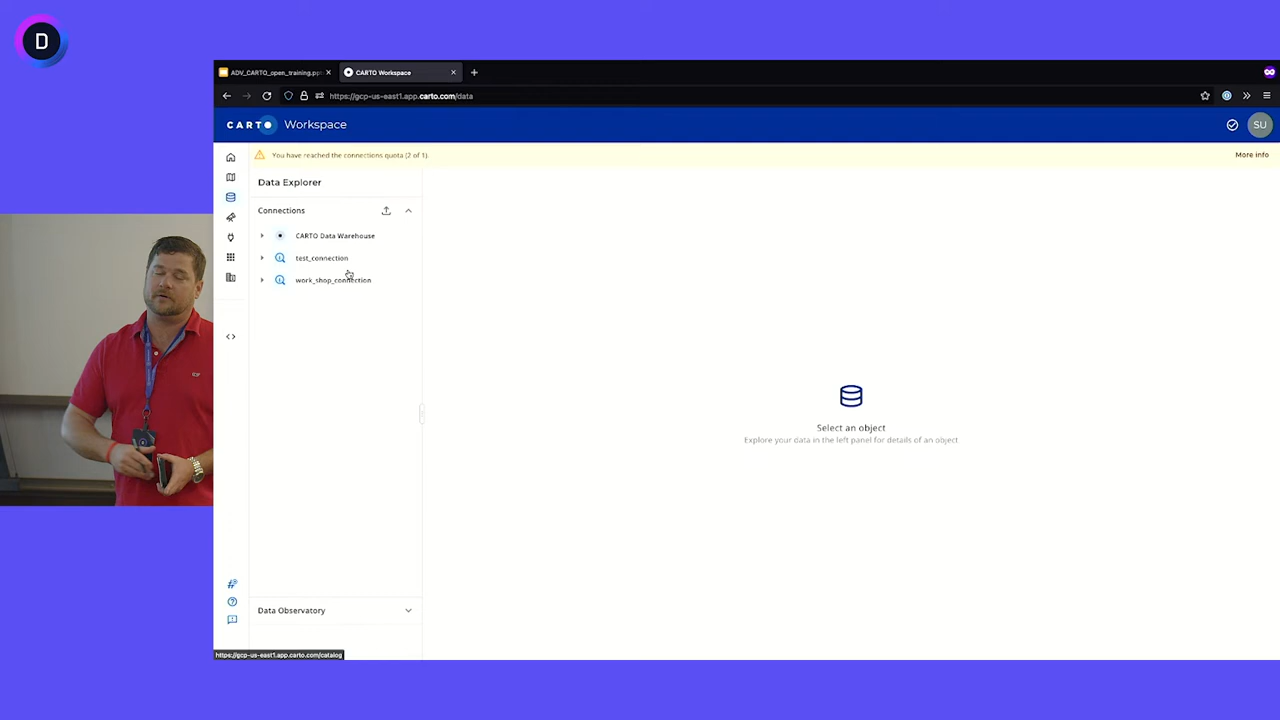 D
ADV_CARTO_open_training.ppt
CARTO Workspace
https://gcp-us-east1.app.carto.com/data
CARTO Workspace
SU
You have reached the connections quota (2 of 1).
More info
Data Explorer
Connections
CARTO Data Warehouse
test_connection
work_shop_connection
Select an object
Explore your data in the left panel for details of an object
Data Observatory
https://gcp-us-east1.app.carto.com/catalog